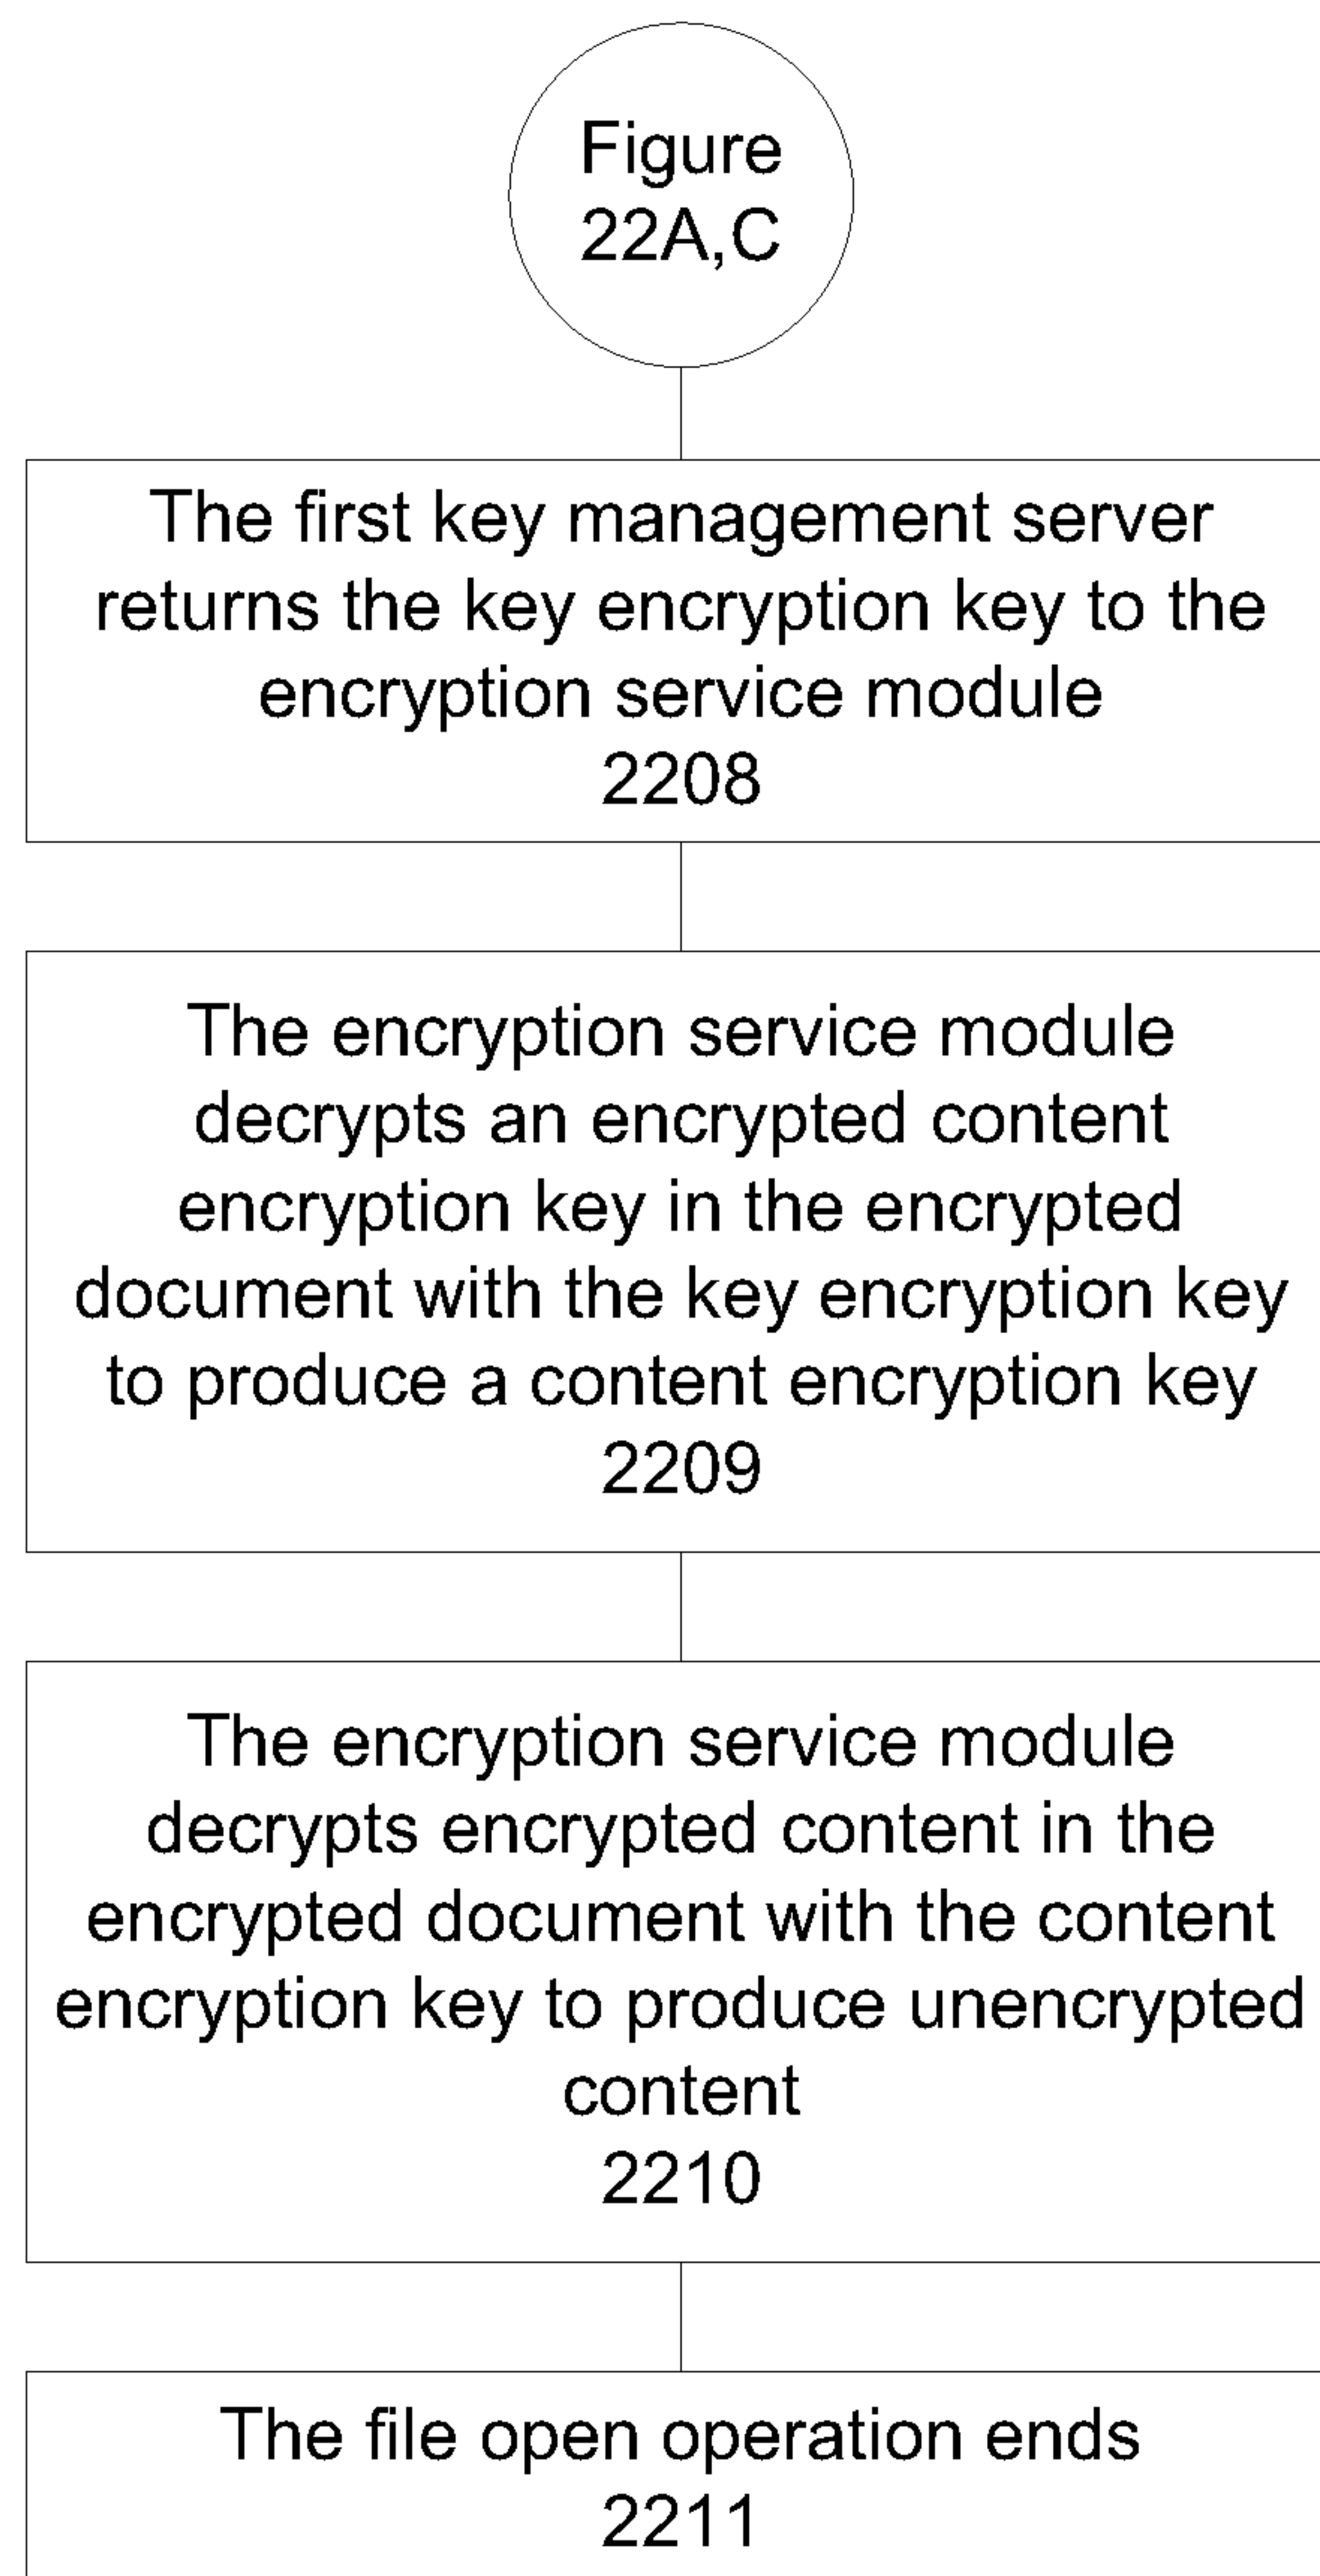 Figure
22A,C
The first key management server
returns the key encryption key to the
encryption service module
2208
The encryption service module
decrypts an encrypted content
encryption key in the encrypted
document with the key encryption key
to produce a content encryption key
2209
The encryption service module
decrypts encrypted content in the
encrypted document with the content
encryption key to produce unencrypted
content
2210
The file open operation ends
2211